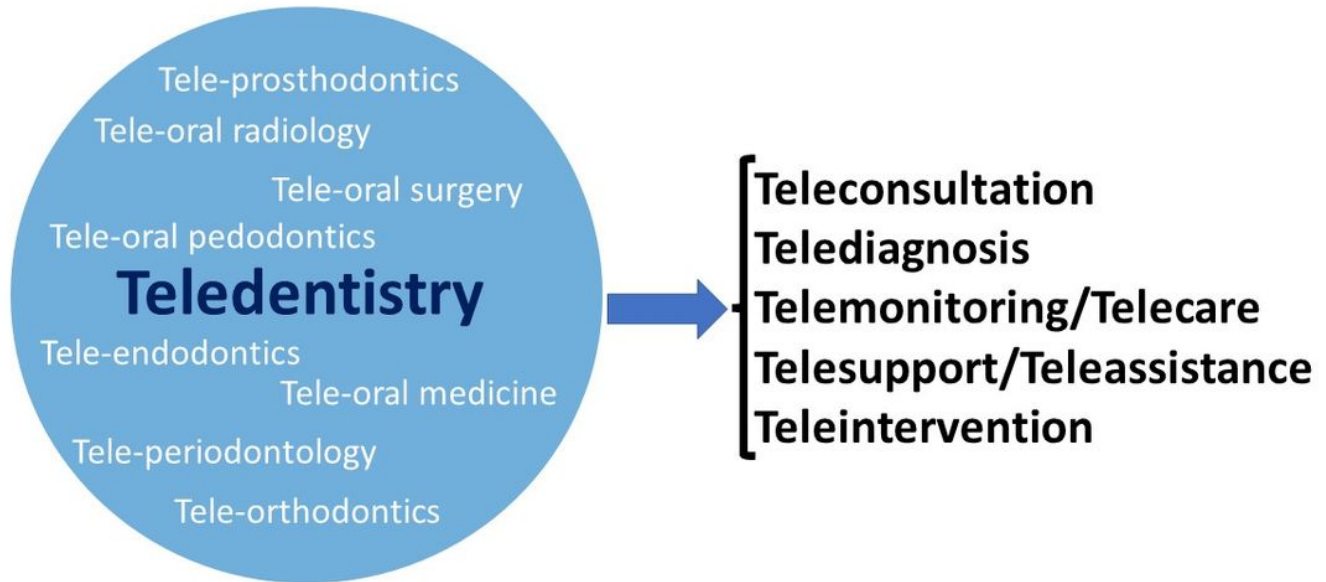 Tele-prosthodontics
Tele-oral radiology
Tele-oral surgery
Tele-oral pedodontics
Teledentistry
Tele-endodontics
Tele-oral medicine
Tele-periodontology
Tele-orthodontics
Teleconsultation
Telediagnosis
Telemonitoring/Telecare
Telesupport/Teleassistance
Teleintervention